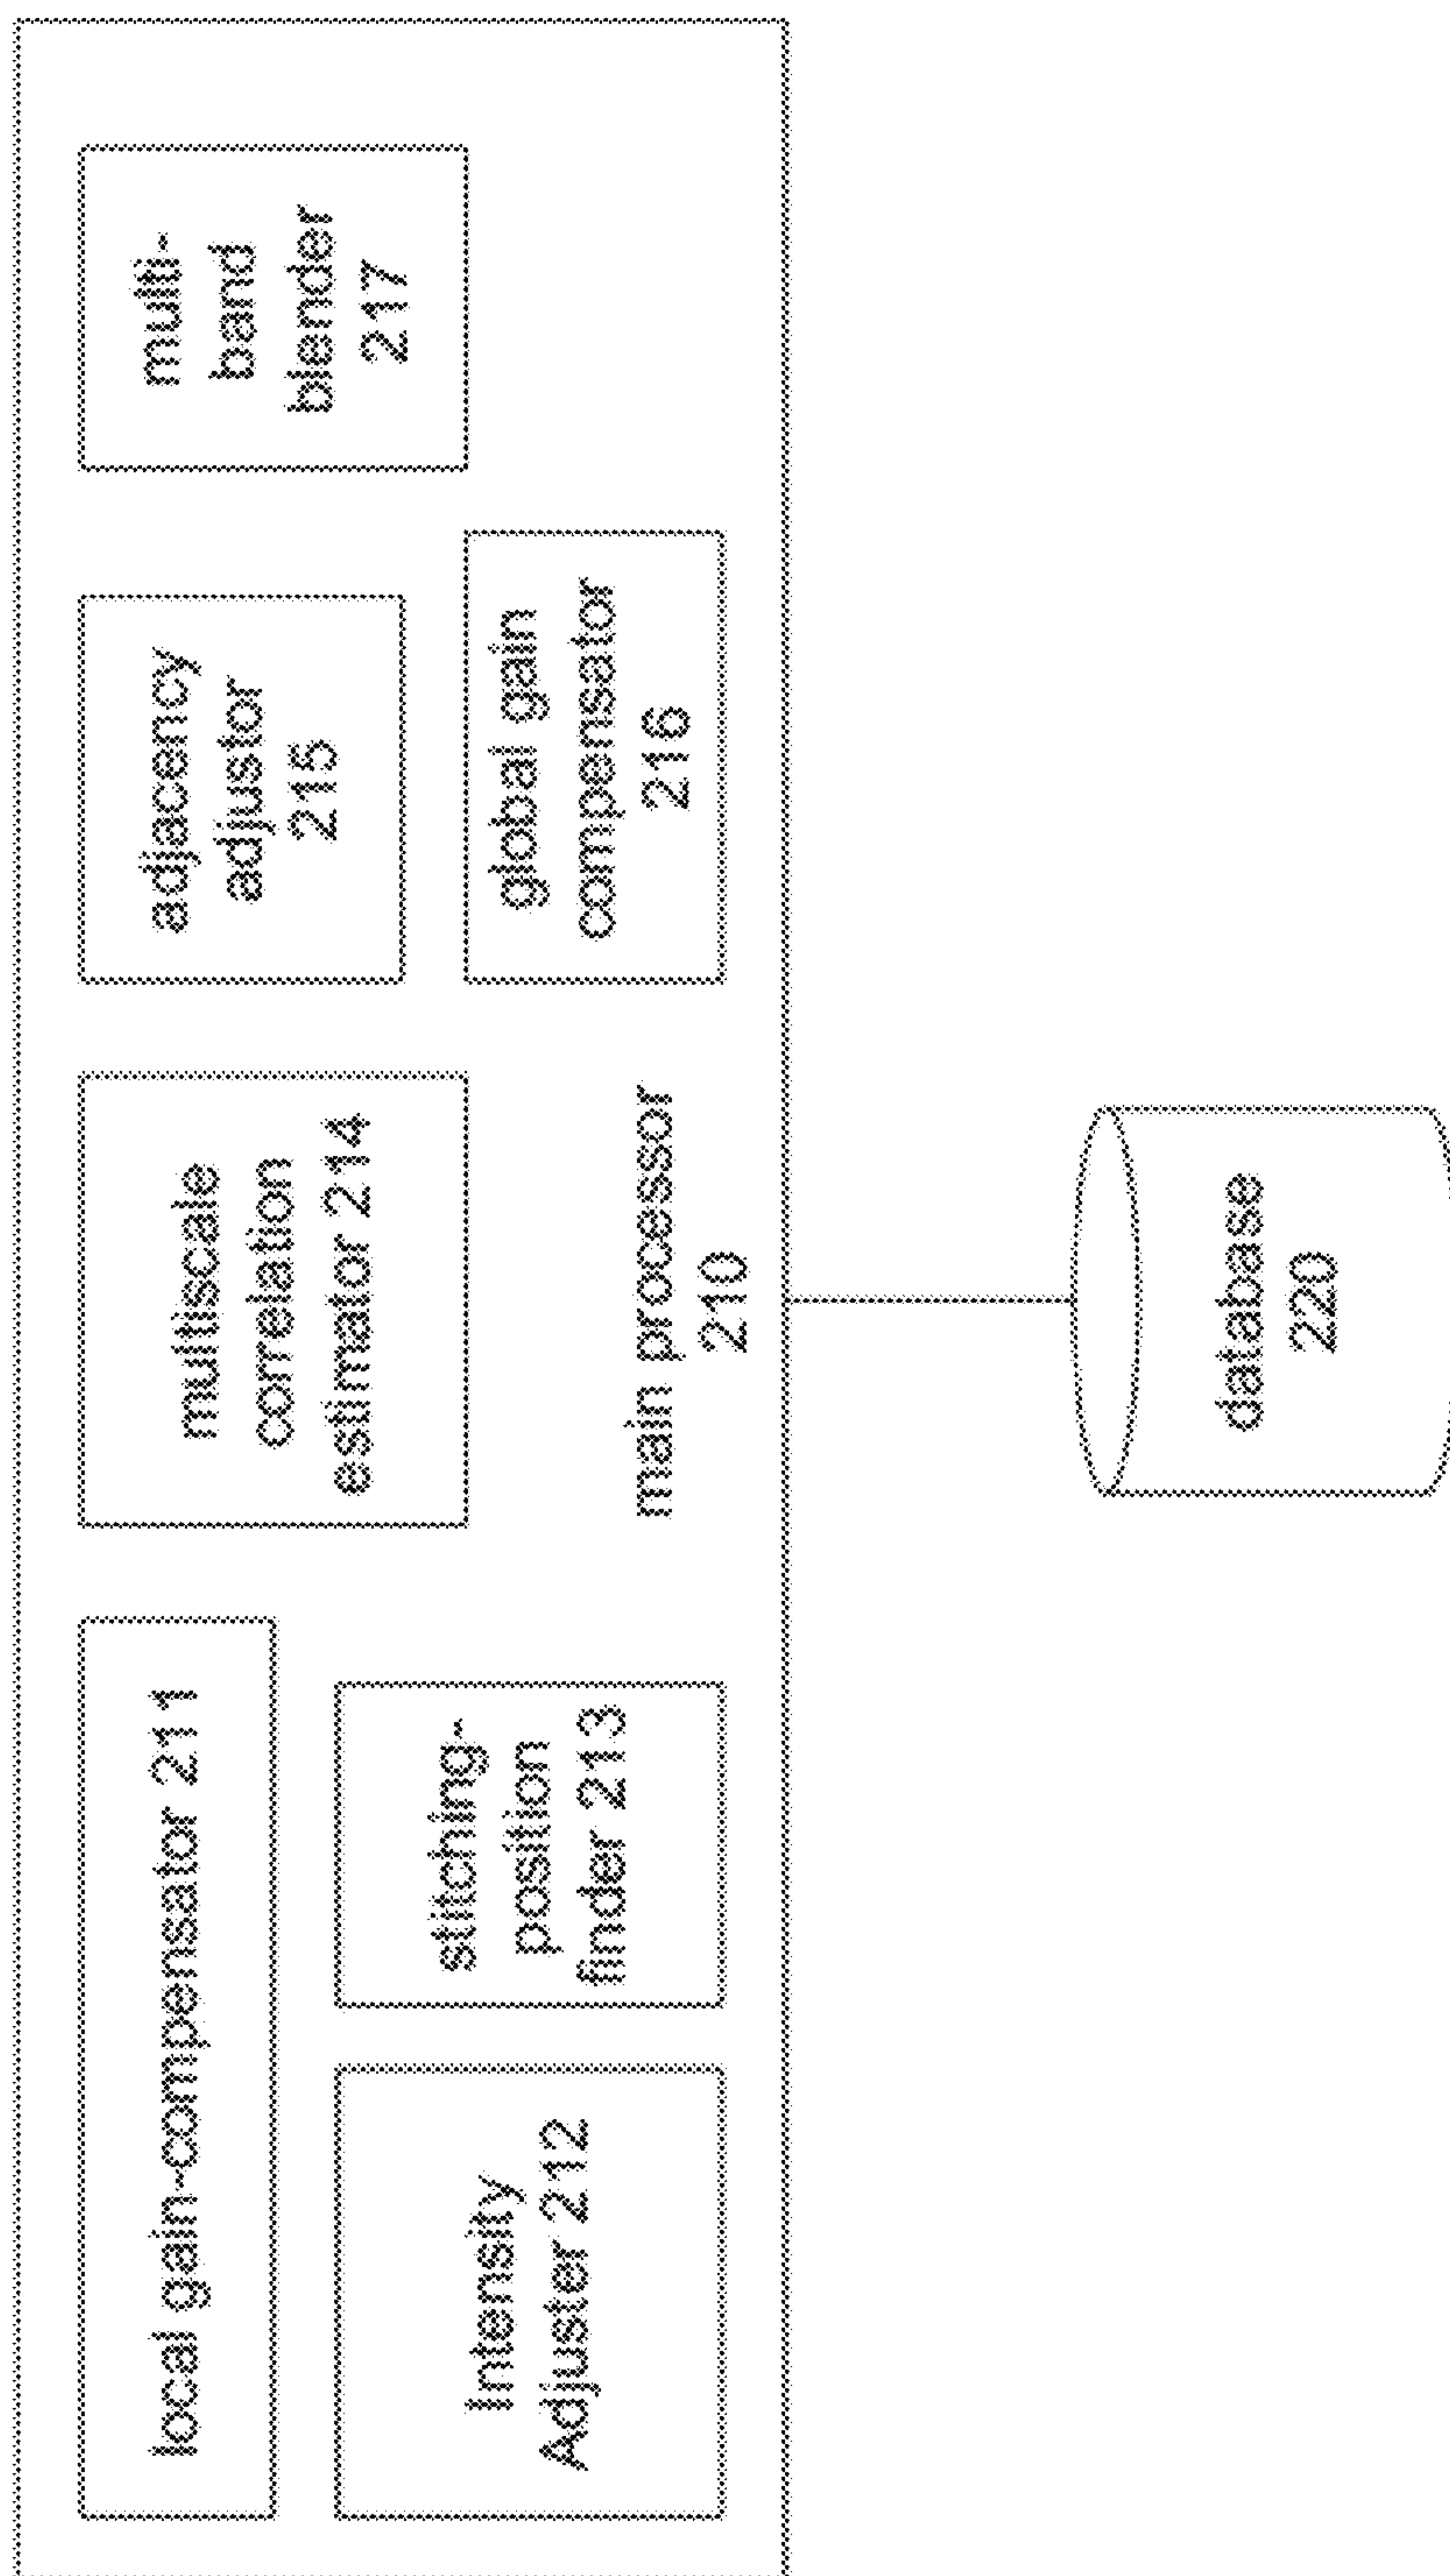 local gain-compensator 211
Intensity
Adjuster 212
stitching-
position
finder 213
multiscale
correlation
estimator 214
main processor
210
adjacency
adjustor
215
global gain
compensator
216
multi-
band
blender
217
database
220